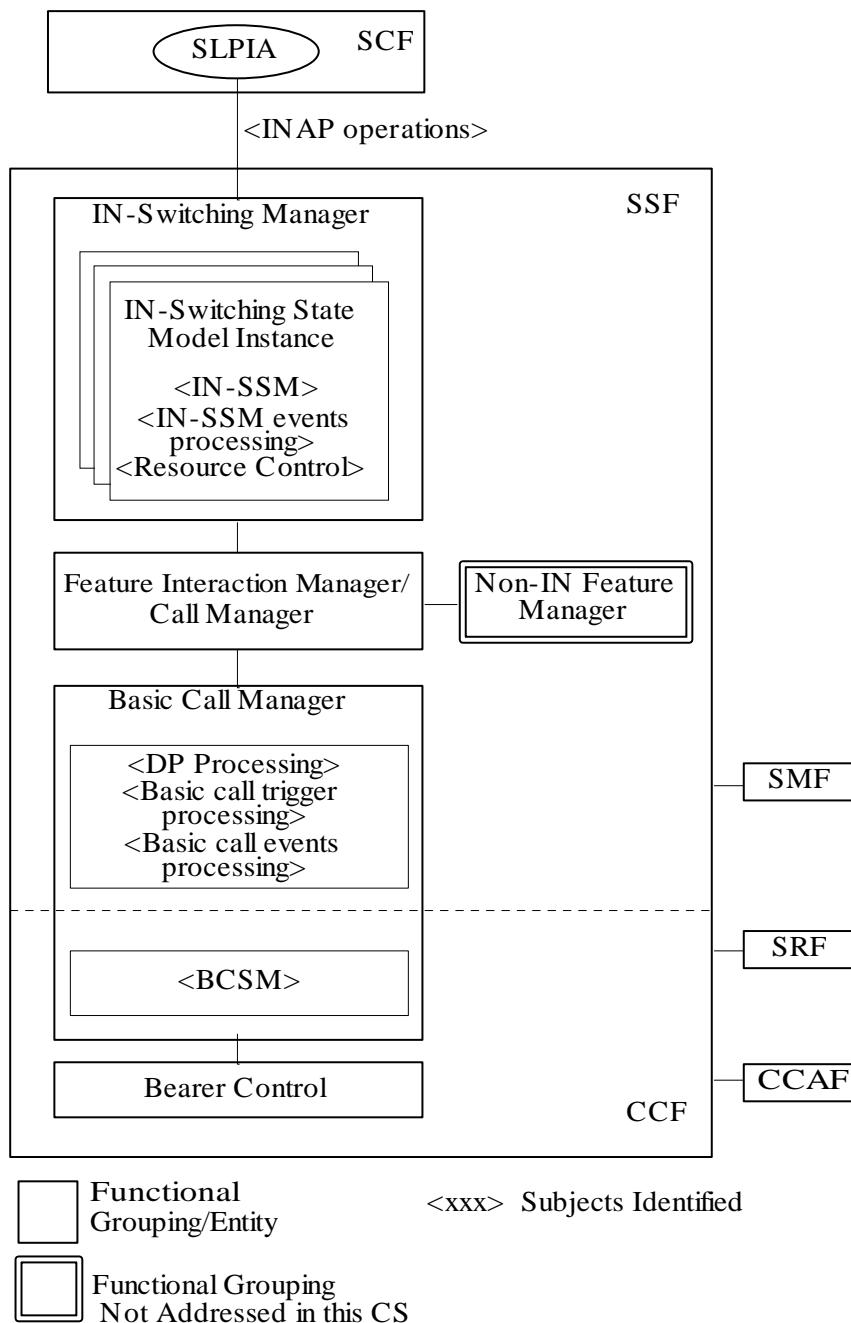 SLPIA
SCF
<INAP operations>
SSF
IN-Switching Manager
IN-Switching State
Model Instance
<IN-SSM>
<IN-SSM events
processing>
<Resource Control>
Feature Interaction Manager/
Call Manager
Non-IN Feature
Manager
Basic Call Manager
<DP Processing>
<Basic call trigger
processing>
<Basic call events
processing>
SMF
SRF
<BCSM>
Bearer Control
CCAF
CCF
Functional
Grouping/Entity
<xxx> Subjects Identified
Functional Grouping
Not Addressed in this CS